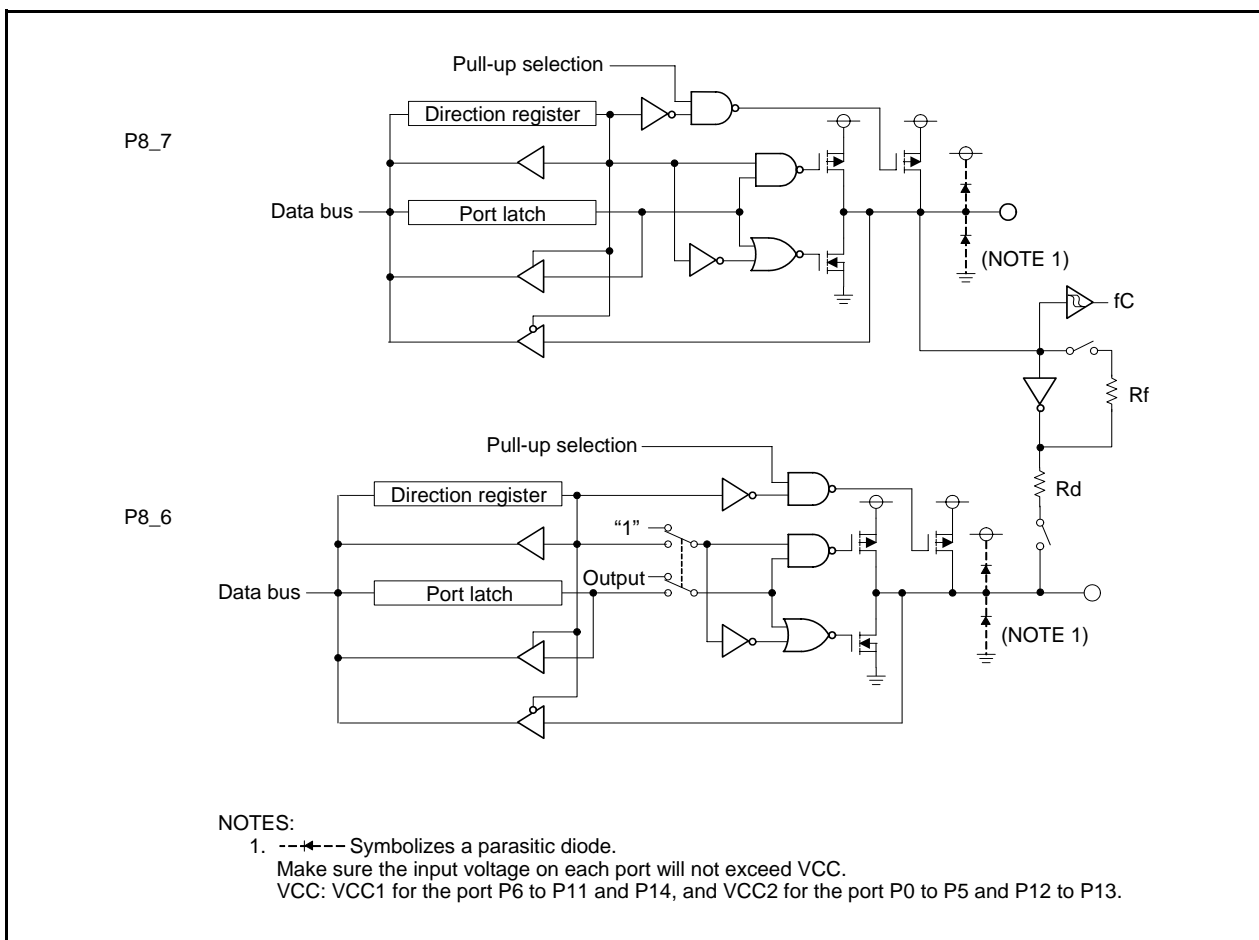 Pull-up selection
Direction register
P8_7
Data bus
Port latch
(NOTE 1)
fC
Rf
Pull-up selection
Rd
Direction register
P8_6
“1”
Output
Data bus
Port latch
(NOTE 1)
NOTES:
1. Symbolizes a parasitic diode.
Make sure the input voltage on each port will not exceed VCC.
VCC: VCC1 for the port P6 to P11 and P14, and VCC2 for the port P0 to P5 and P12 to P13.